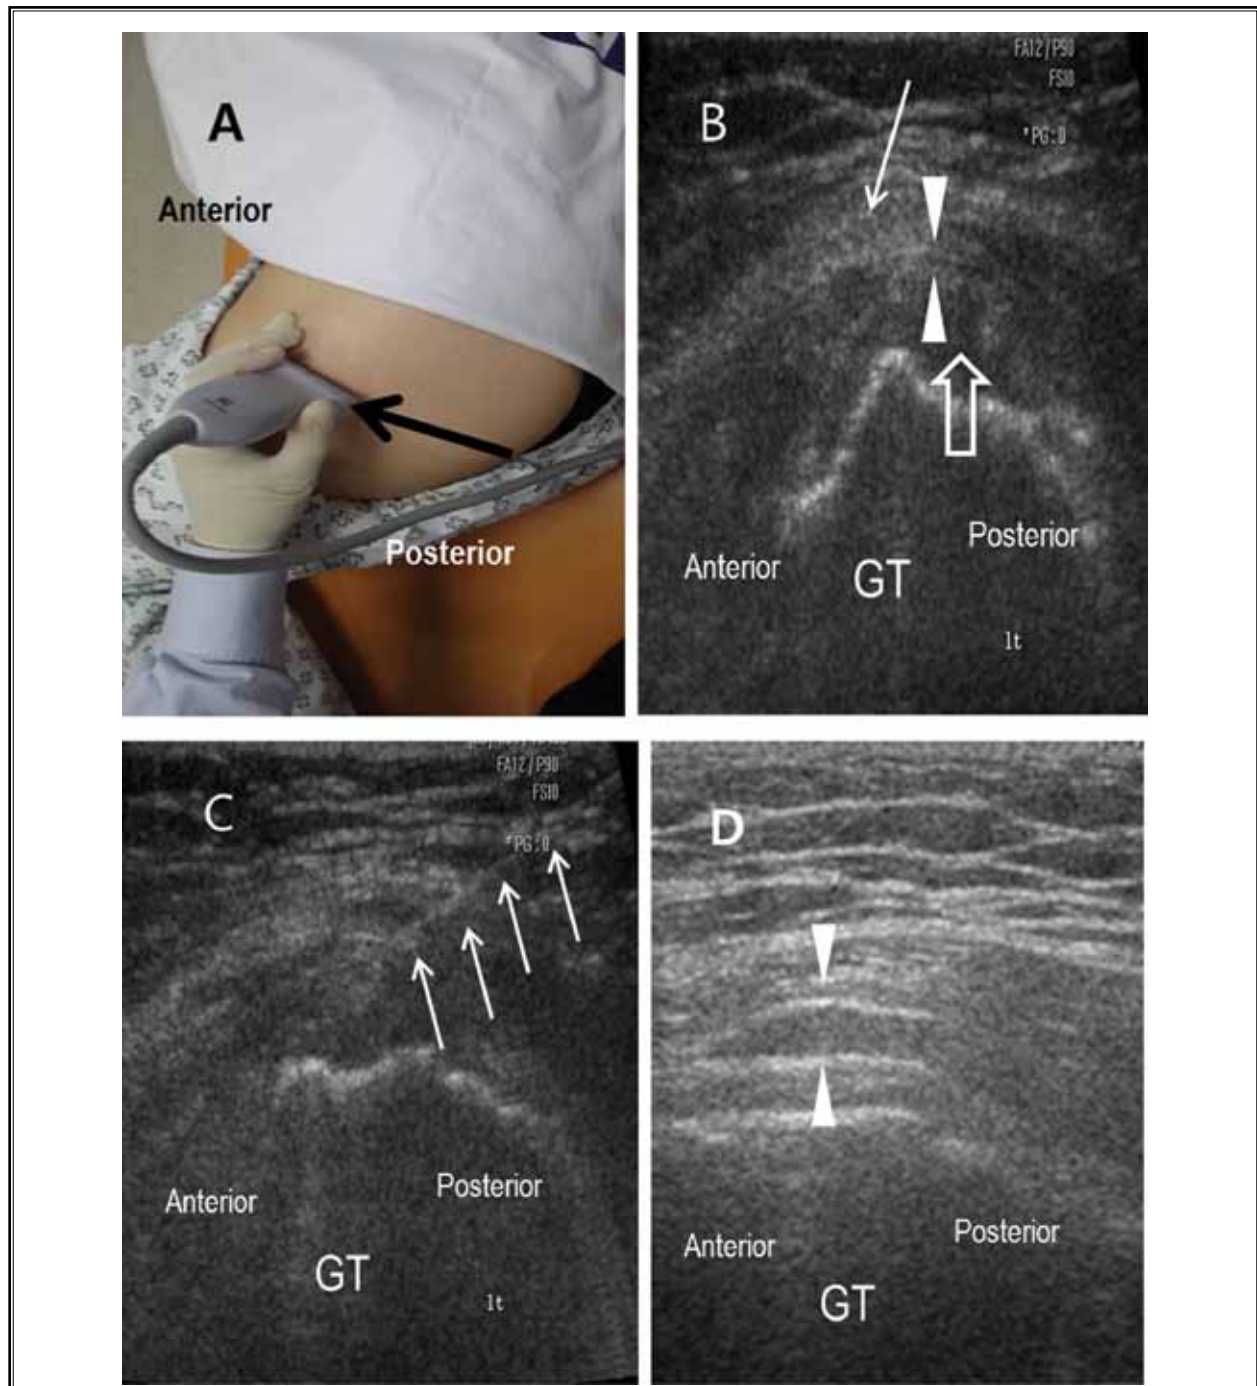 A
Anterior
Posterior
B
FA12/P90
FS10
PG:0
Anterior
GT
Posterior
lt
C
FA12/P90
FS10
PG:0
Anterior
Posterior
GT
lt
D
Anterior
Posterior
GT